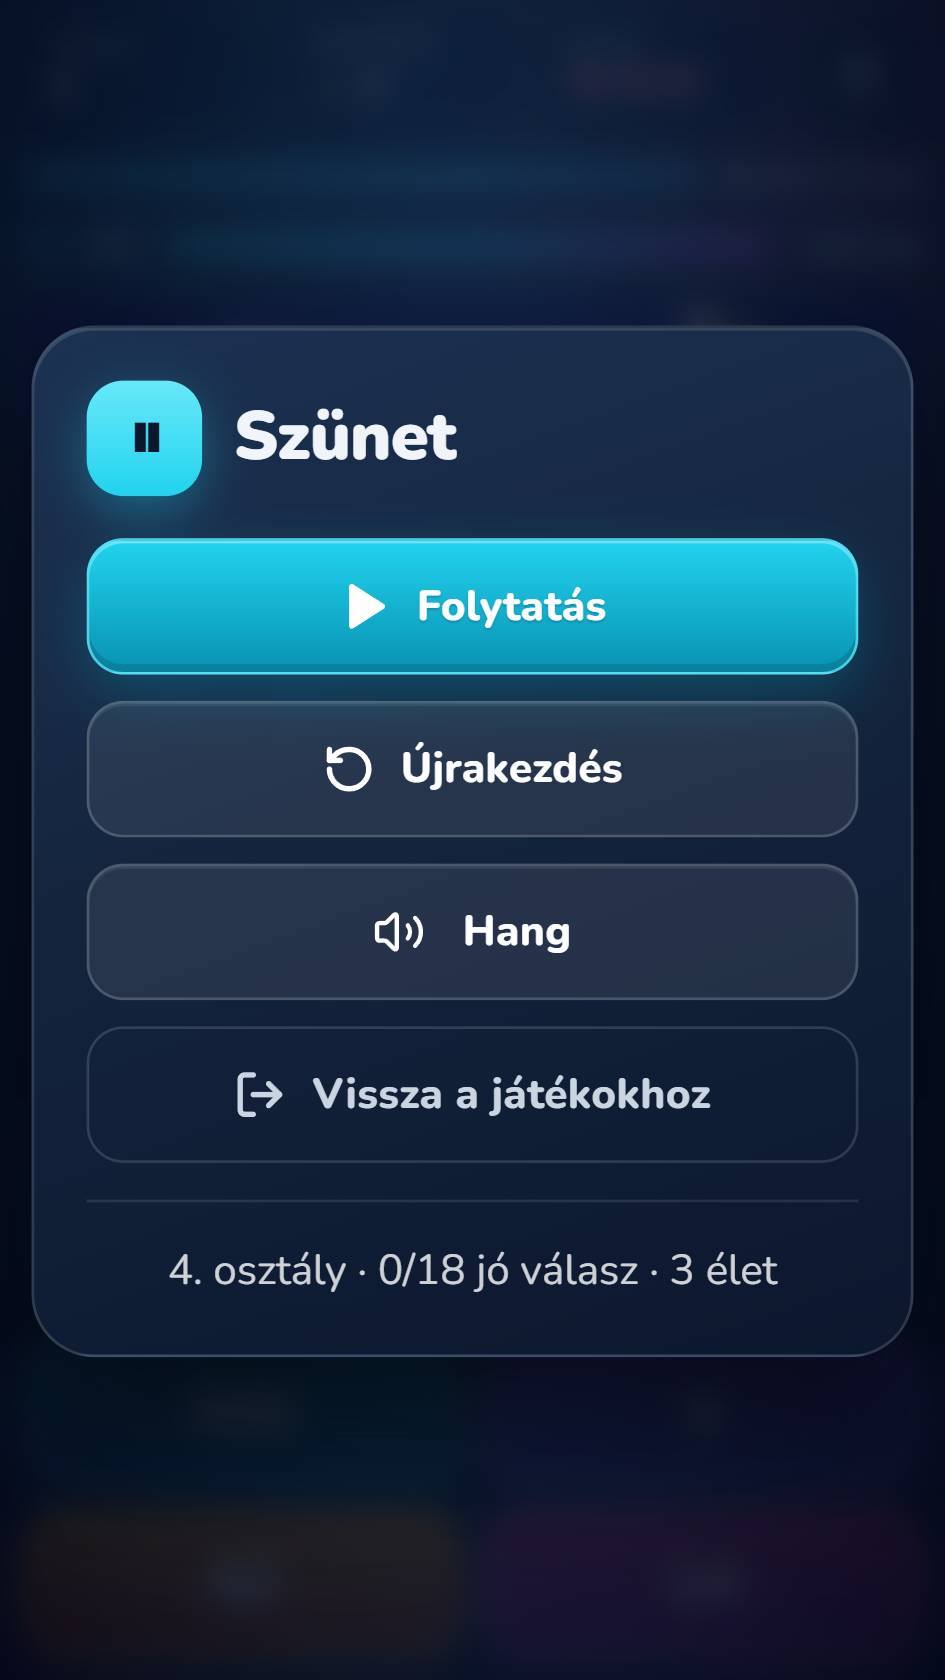 Szünet
Folytatás
Újrakezdés
Hang
Vissza a játékokhoz
4. osztály · 0/18 jó válasz · 3 élet